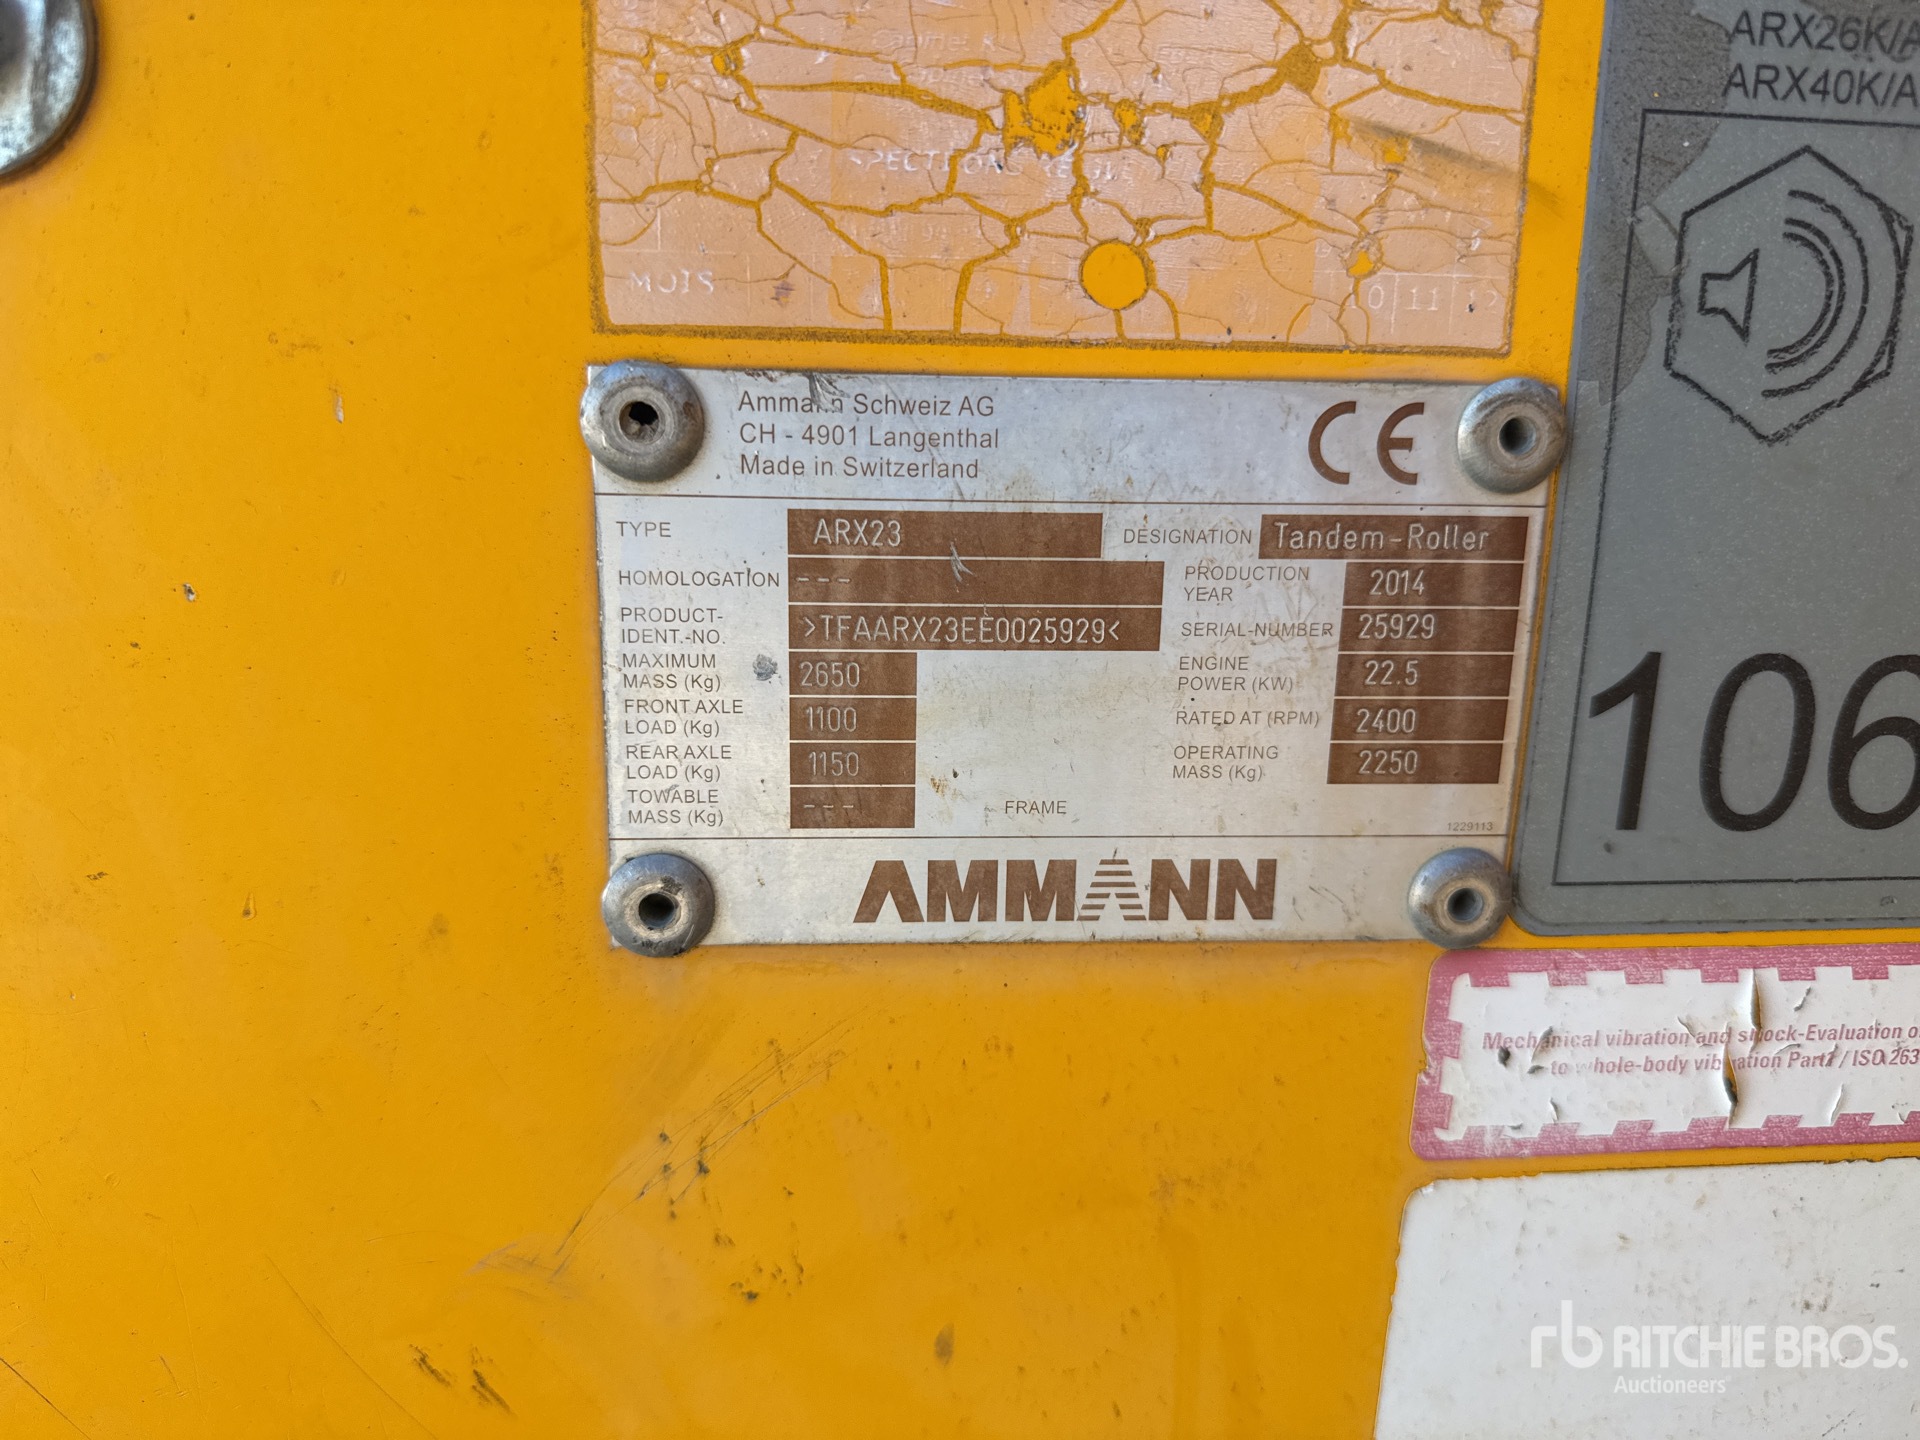 MOIS
10 11 12
ARX26K/A
ARX40K/A
106
Ammann Schweiz AG
CH - 4901 Langenthal
Made in Switzerland
CE
TYPE ARX23 DESIGNATION Tandem-Roller
HOMOLOGATION --- PRODUCTION YEAR 2014
PRODUCT-IDENT.-NO. >TFAARX23EE0025929< SERIAL-NUMBER 25929
MAXIMUM MASS (Kg) 2650 ENGINE POWER (KW) 22.5
FRONT AXLE LOAD (Kg) 1100 RATED AT (RPM) 2400
REAR AXLE LOAD (Kg) 1150 OPERATING MASS (Kg) 2250
TOWABLE MASS (Kg) --- FRAME
1229113
AMMANN
Mechanical vibration and shock-Evaluation o
to whole-body vibration Part1 / ISO 263
rb RITCHIE BROS.
Auctioneers